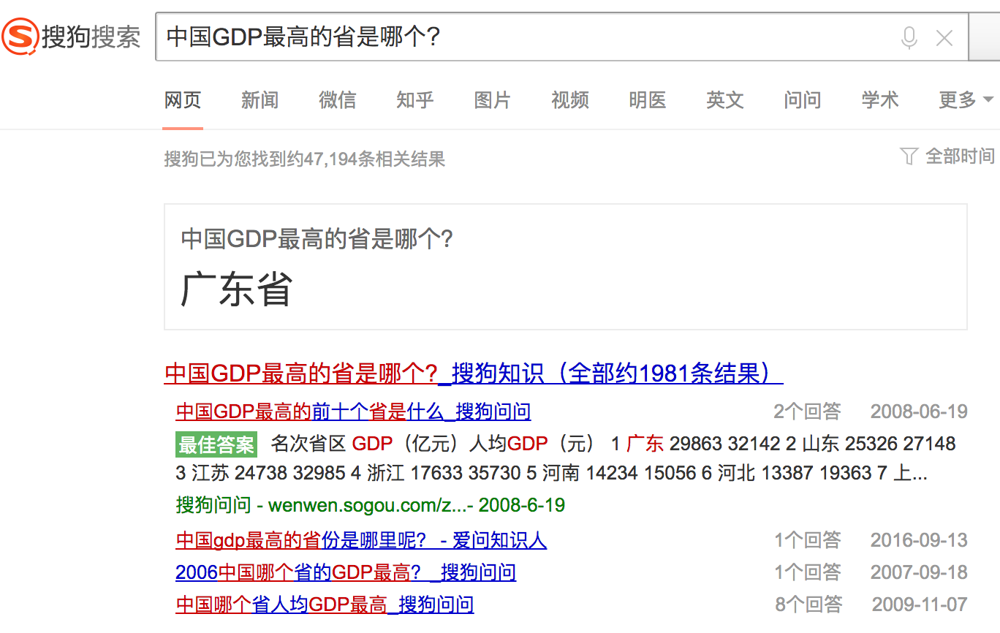 搜狗搜索
中国GDP最高的省是哪个?
网页 新闻 微信 知乎 图片 视频 明医 英文 问问 学术 更多
搜狗已为您找到约47,194条相关结果 全部时间
中国GDP最高的省是哪个?
广东省
中国GDP最高的省是哪个?_搜狗知识（全部约1981条结果）
中国GDP最高的前十个省是什么_搜狗问问 2个回答 2008-06-19
最佳答案 名次省区 GDP（亿元）人均GDP（元） 1 广东 29863 32142 2 山东 25326 27148
3 江苏 24738 32985 4 浙江 17633 35730 5 河南 14234 15056 6 河北 13387 19363 7 上...
搜狗问问 - wenwen.sogou.com/z...- 2008-6-19
中国gdp最高的省份是哪里呢？ - 爱问知识人 1个回答 2016-09-13
2006中国哪个省的GDP最高？_搜狗问问 1个回答 2007-09-18
中国哪个省人均GDP最高_搜狗问问 8个回答 2009-11-07